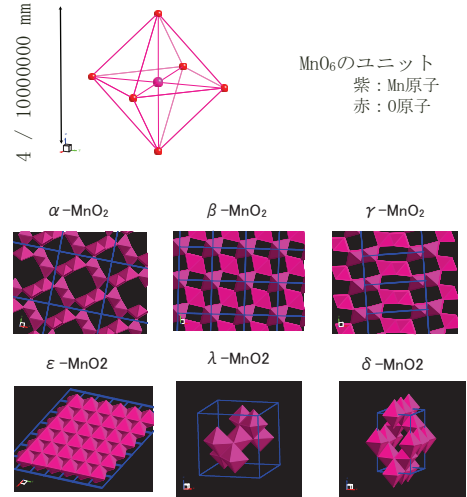 4 / 10000000 mm
MnO₆のユニット
紫：Mn原子
赤：O原子
α-MnO₂
β-MnO₂
γ-MnO₂
ε-MnO2
λ-MnO2
δ-MnO2